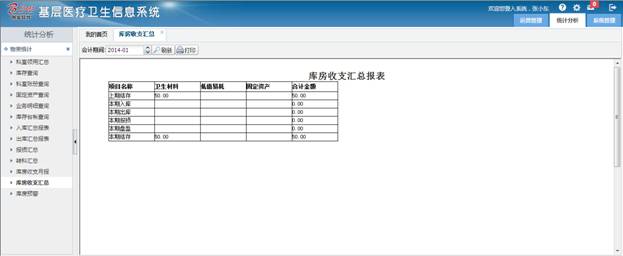 基层医疗卫生信息系统
欢迎您登入系统，张小东
后勤管理 统计分析 系统管理
统计分析
我的首页 库房收支汇总
物资统计
会计期间 2014-01 刷新 打印
科室领用汇总
库存查询
科室账册查询
固定资产查询
业务明细查询
库存台帐查询
入库汇总报表
出库汇总报表
报损汇总
库房收支月报
库房收支汇总
库房预警
库房收支汇总报表
项目名称 卫生材料 低值易耗 固定资产 合计金额
上期结存 50.00 50.00
本期入库 0.00
本期出库 0.00
本期报损 0.00
本期盘盈 0.00
本期结存 50.00 50.00